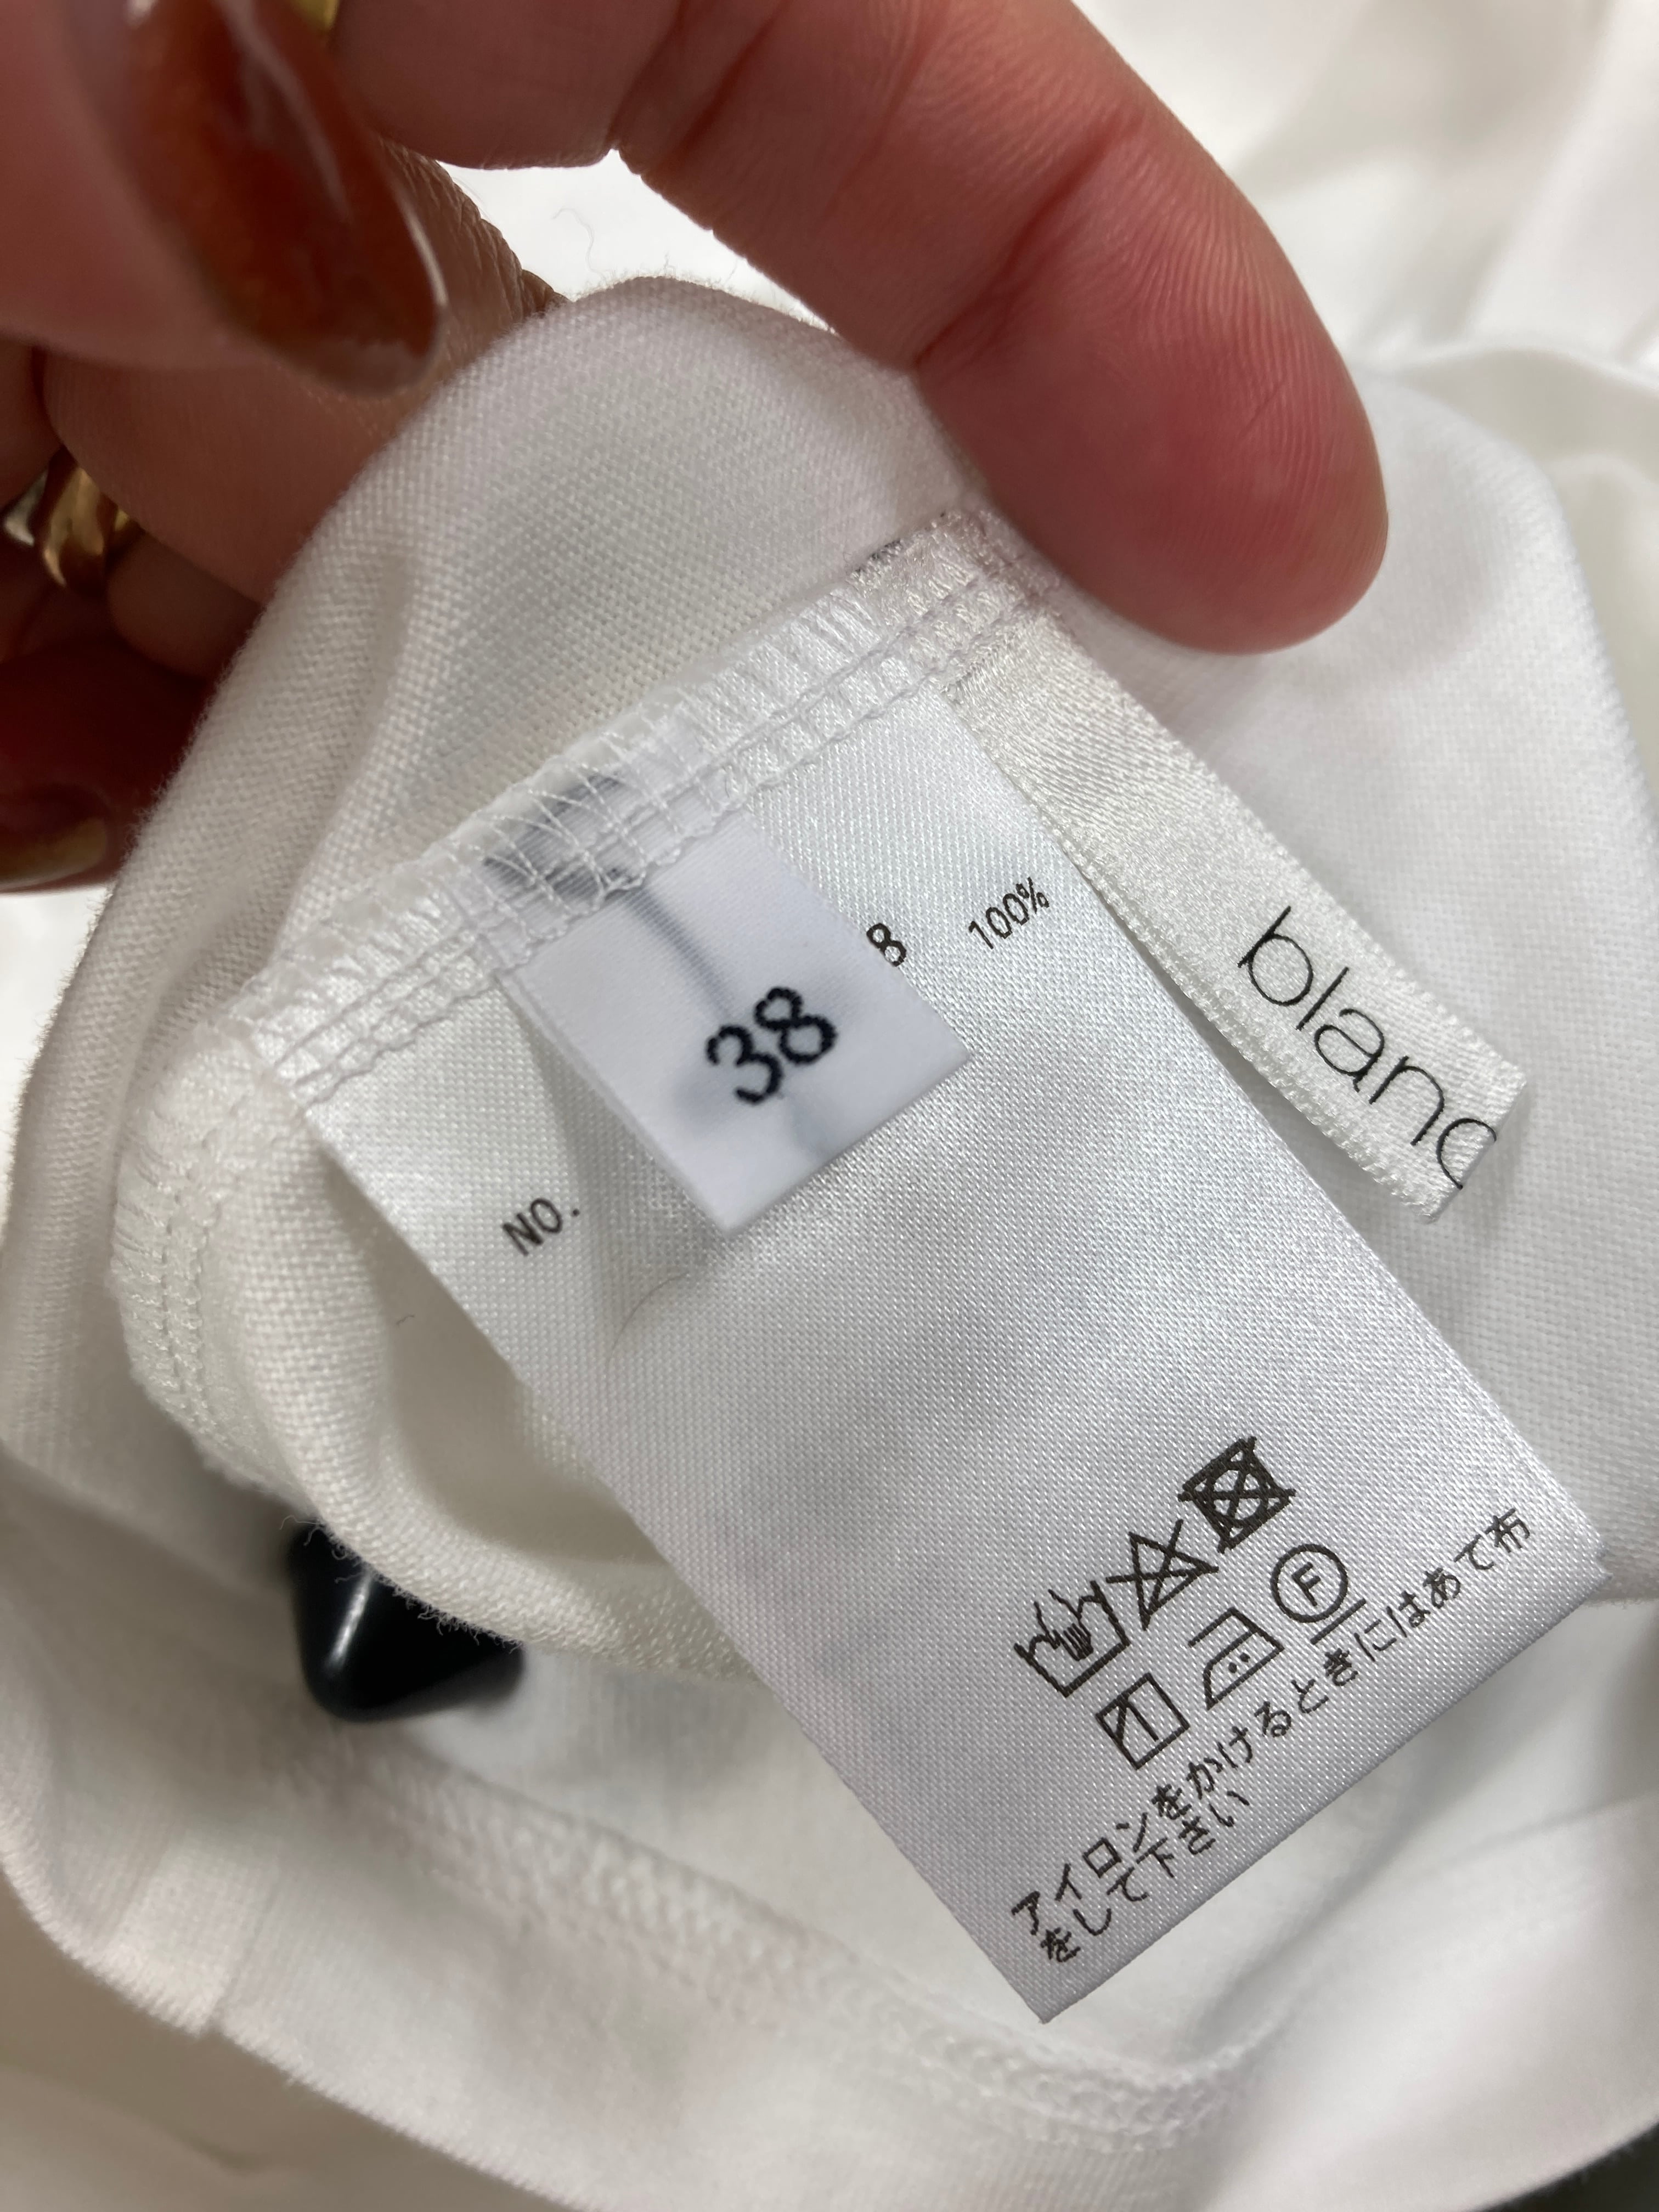 38
8
100%
NO.
blanc
F
アイロンをかけるときにはあて布
をして下さい